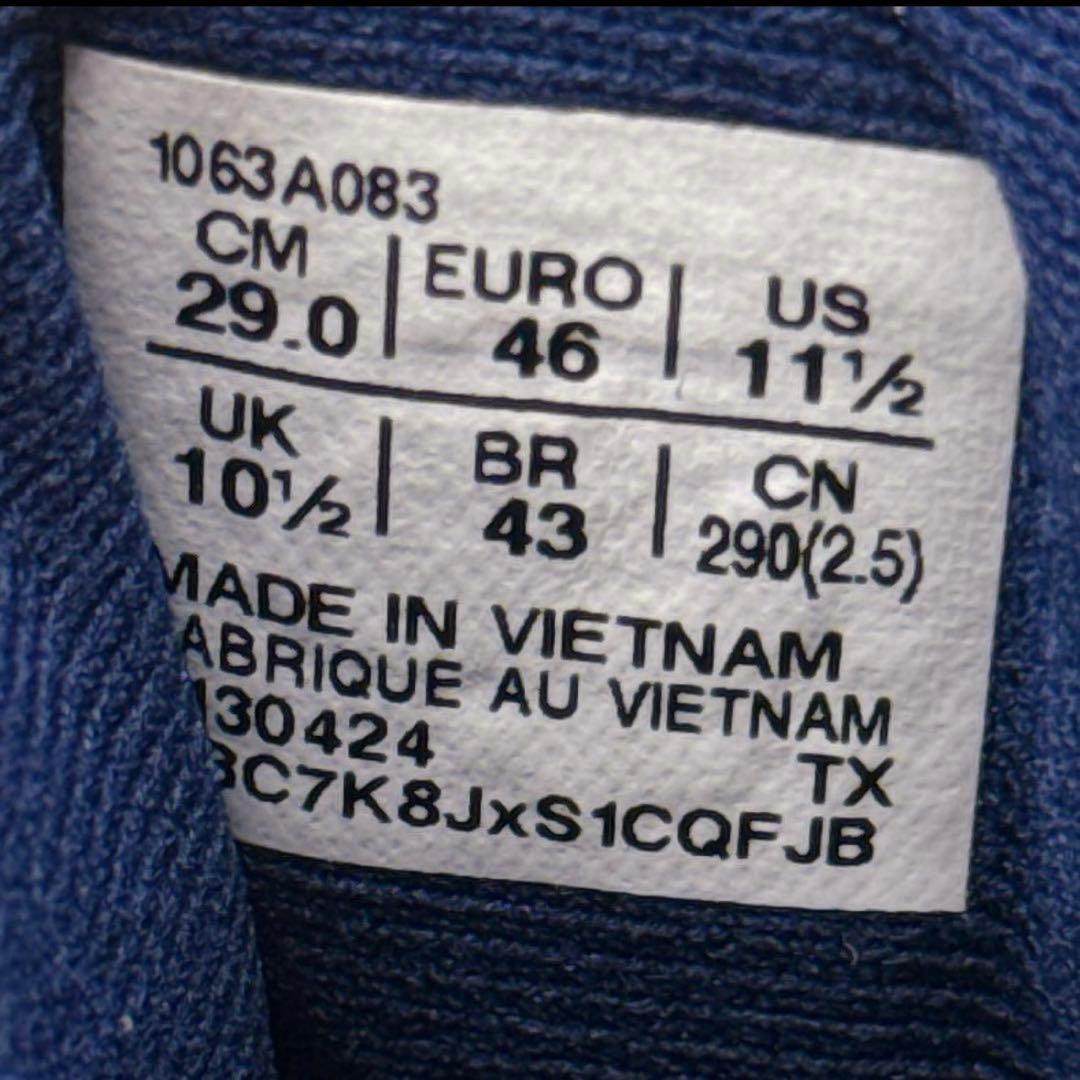 1063A083
CM | EURO | US
29.0 | 46 | 11½
UK | BR | CN
10½ | 43 | 290(2.5)
MADE IN VIETNAM
ABRIQUE AU VIETNAM
130424 TX
3C7K8JxS1CQFJB